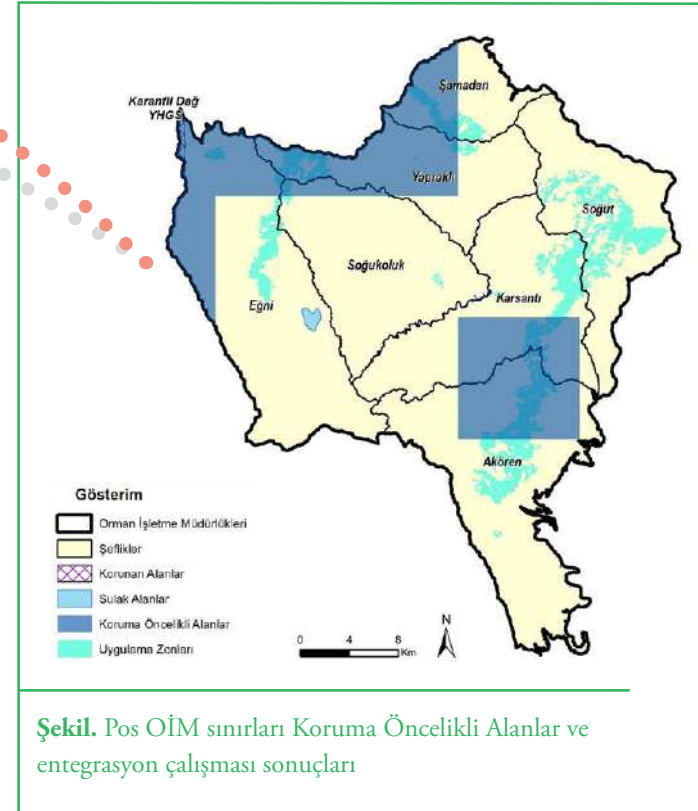 Şamadan
Karanfil Dağ
YHGS
Yapraklı
Soğut
Soğukoluk
Eğni
Karsantı
Akören
Gösterim
Orman İşletme Müdürlükleri
Şeflikler
Korunan Alanlar
Sulak Alanlar
Koruma Öncelikli Alanlar
Uygulama Zonları
N
0 4 8
Km
Şekil. Pos OİM sınırları Koruma Öncelikli Alanlar ve
entegrasyon çalışması sonuçları